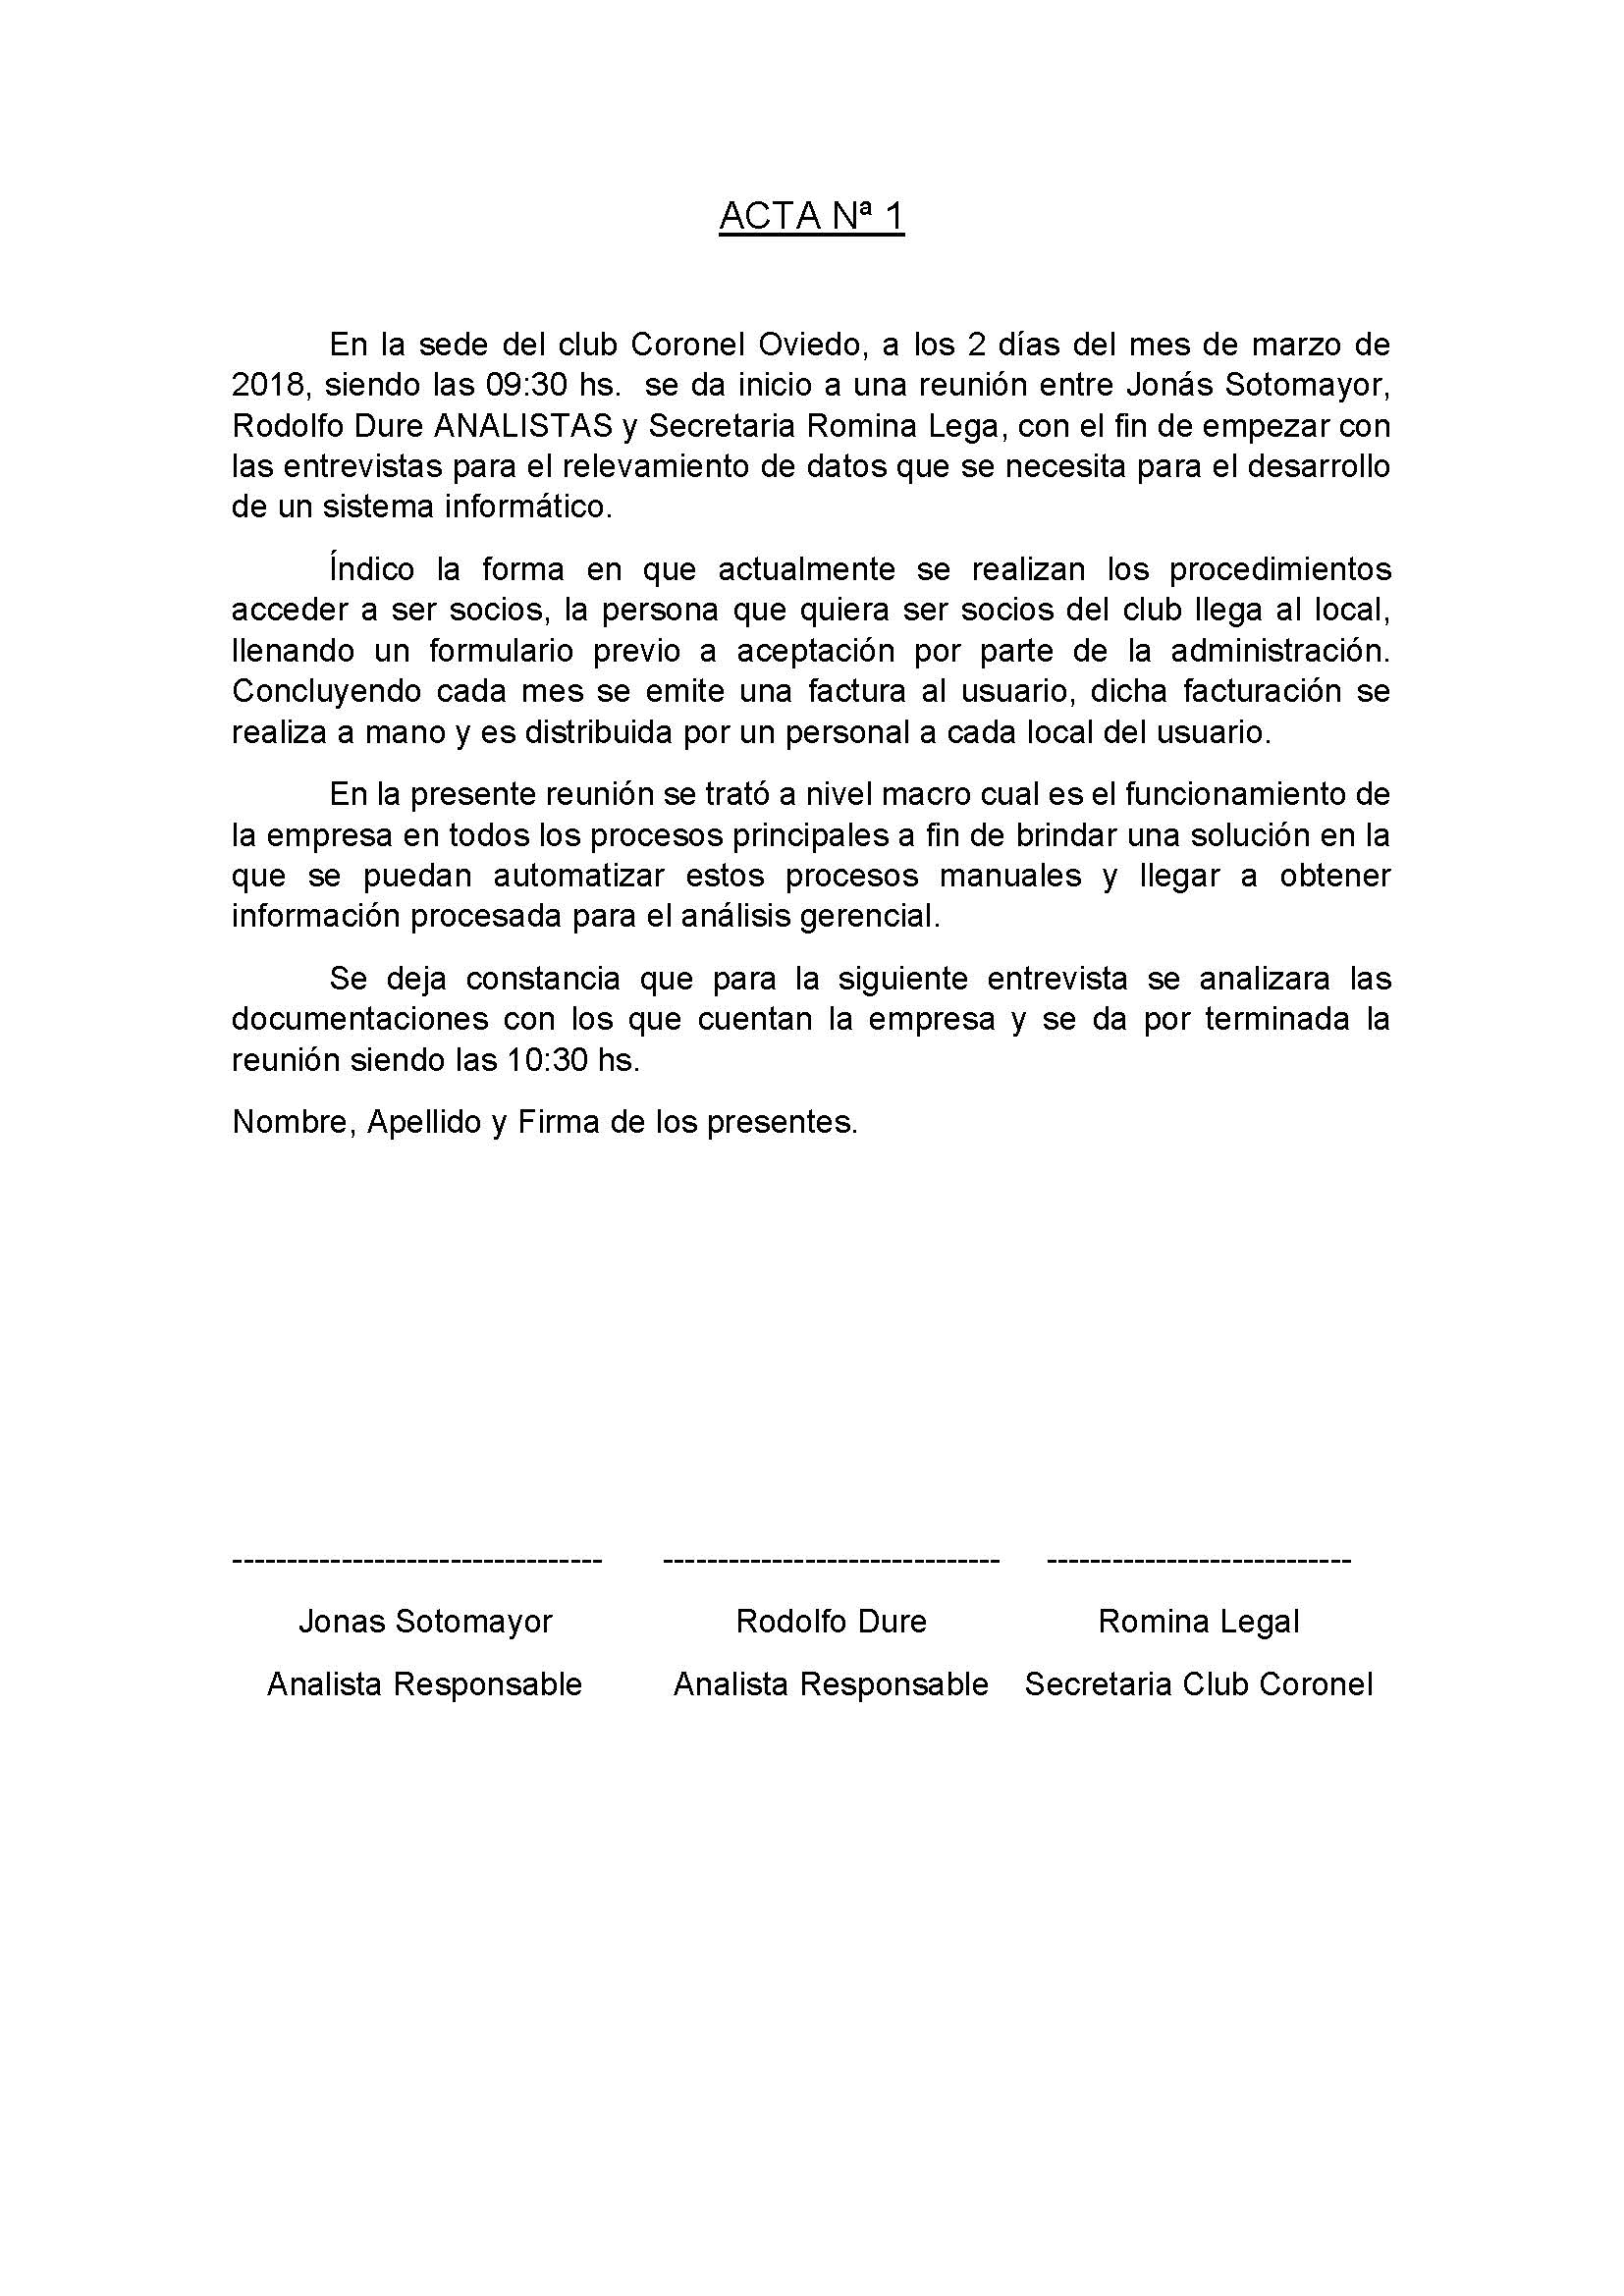 ACTA Nª 1
En la sede del club Coronel Oviedo, a los 2 días del mes de marzo de
2018, siendo las 09:30 hs.  se da inicio a una reunión entre Jonás Sotomayor,
Rodolfo Dure ANALISTAS y Secretaria Romina Lega, con el fin de empezar con
las entrevistas para el relevamiento de datos que se necesita para el desarrollo
de un sistema informático.
Índico la forma en que actualmente se realizan los procedimientos
acceder a ser socios, la persona que quiera ser socios del club llega al local,
llenando un formulario previo a aceptación por parte de la administración.
Concluyendo cada mes se emite una factura al usuario, dicha facturación se
realiza a mano y es distribuida por un personal a cada local del usuario.
En la presente reunión se trató a nivel macro cual es el funcionamiento de
la empresa en todos los procesos principales a fin de brindar una solución en la
que se puedan automatizar estos procesos manuales y llegar a obtener
información procesada para el análisis gerencial.
Se deja constancia que para la siguiente entrevista se analizara las
documentaciones con los que cuentan la empresa y se da por terminada la
reunión siendo las 10:30 hs.
Nombre, Apellido y Firma de los presentes.
---------------------------------- ------------------------------- ----------------------------
Jonas Sotomayor Rodolfo Dure Romina Legal
Analista Responsable Analista Responsable Secretaria Club Coronel